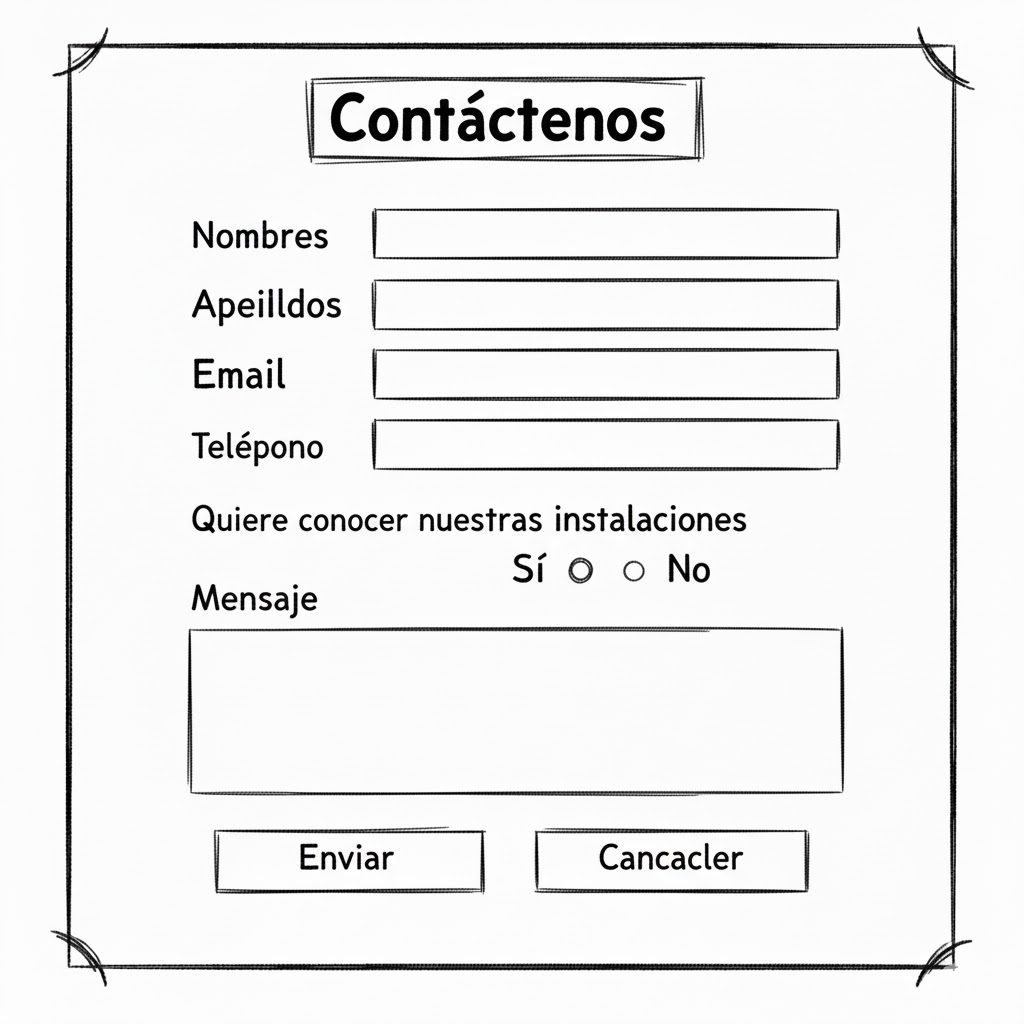 Contáctenos
Nombres
Apeilldos
Email
Telépono
Quiere conocer nuestras instalaciones
Sí No
Mensaje
Enviar Cancacler